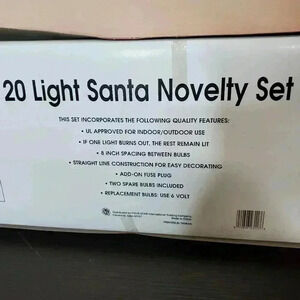 20 Light Santa Novelty Set
THIS SET INCORPORATES THE FOLLOWING QUALITY FEATURES:
• UL APPROVED FOR INDOOR/OUTDOOR USE
• IF ONE LIGHT BURNS OUT, THE REST REMAIN LIT
• 8 INCH SPACING BETWEEN BULBS
• STRAIGHT LINE CONSTRUCTION FOR EASY DECORATING
• ADD-ON FUSE PLUG
• TWO SPARE BULBS INCLUDED
• REPLACEMENT BULBS: USE 6 VOLT